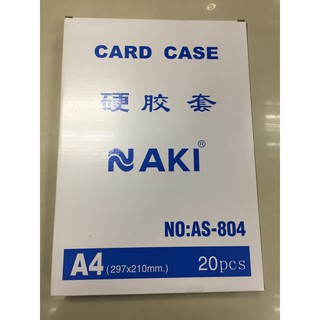 CARD CASE
硬胶套
NAKI®
NO:AS-804
A4 (297x210mm.) 20pcs